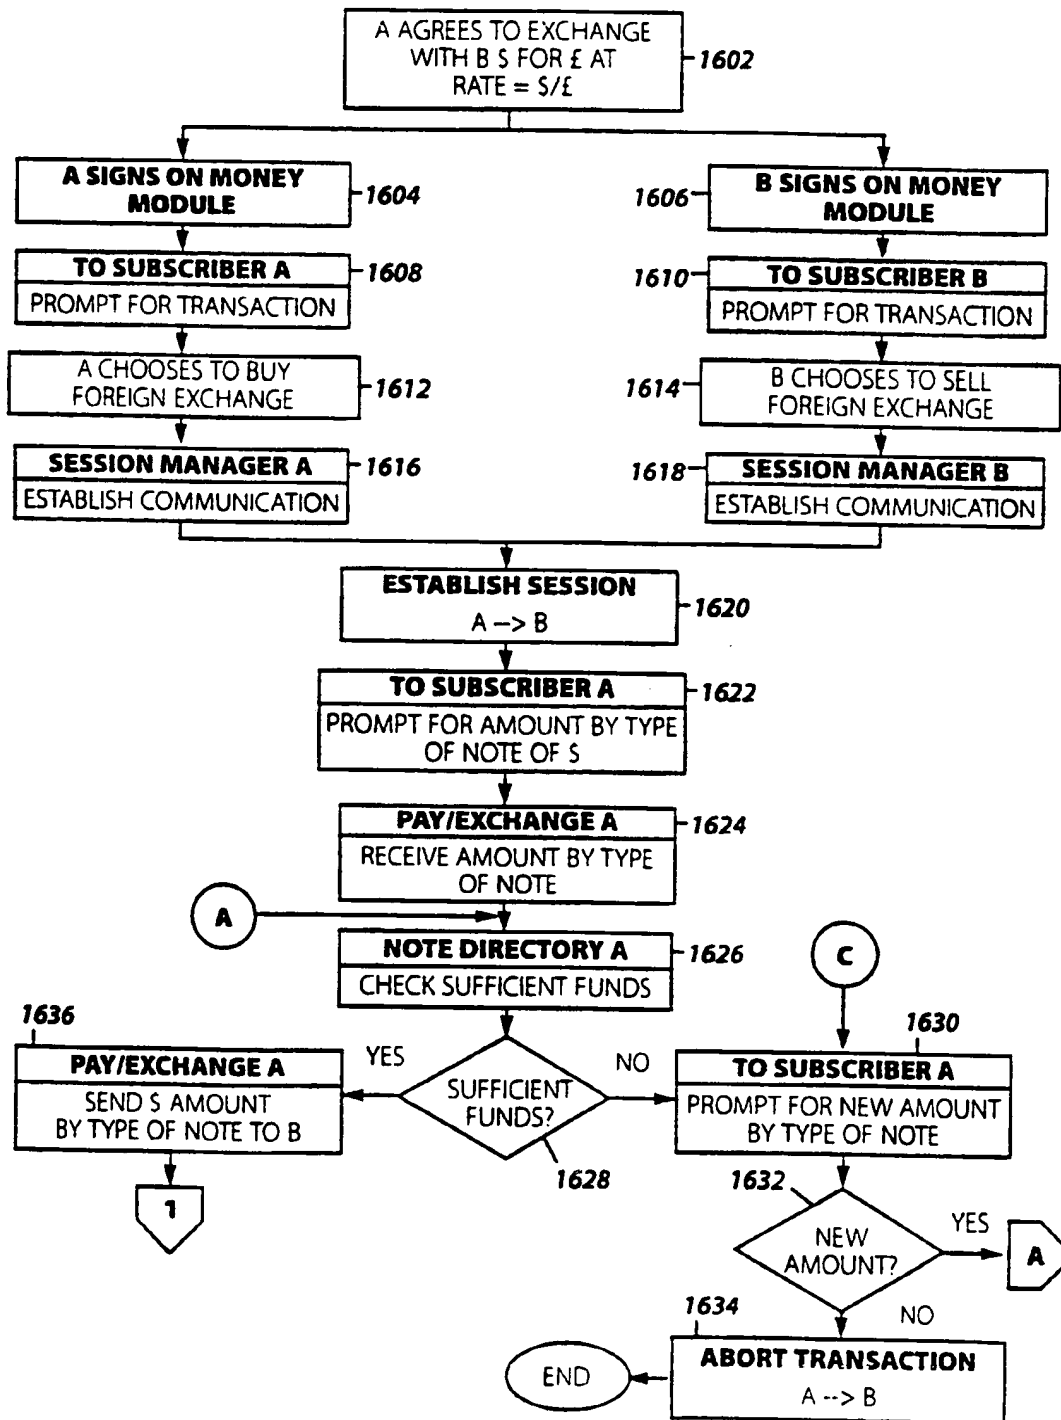 A AGREES TO EXCHANGE
WITH B $ FOR £ AT
RATE = $/£
1602
A SIGNS ON MONEY
MODULE
1604
1606
B SIGNS ON MONEY
MODULE
TO SUBSCRIBER A
1608
PROMPT FOR TRANSACTION
1610
TO SUBSCRIBER B
PROMPT FOR TRANSACTION
A CHOOSES TO BUY
FOREIGN EXCHANGE
1612
1614
B CHOOSES TO SELL
FOREIGN EXCHANGE
SESSION MANAGER A
1616
ESTABLISH COMMUNICATION
1618
SESSION MANAGER B
ESTABLISH COMMUNICATION
ESTABLISH SESSION
A --> B
1620
TO SUBSCRIBER A
1622
PROMPT FOR AMOUNT BY TYPE
OF NOTE OF $
PAY/EXCHANGE A
1624
RECEIVE AMOUNT BY TYPE
OF NOTE
A
NOTE DIRECTORY A
1626
CHECK SUFFICIENT FUNDS
C
1636
PAY/EXCHANGE A
SEND $ AMOUNT
BY TYPE OF NOTE TO B
YES
SUFFICIENT
FUNDS?
NO
1628
1630
TO SUBSCRIBER A
PROMPT FOR NEW AMOUNT
BY TYPE OF NOTE
1
1632
NEW
AMOUNT?
YES
A
NO
1634
ABORT TRANSACTION
A --> B
END